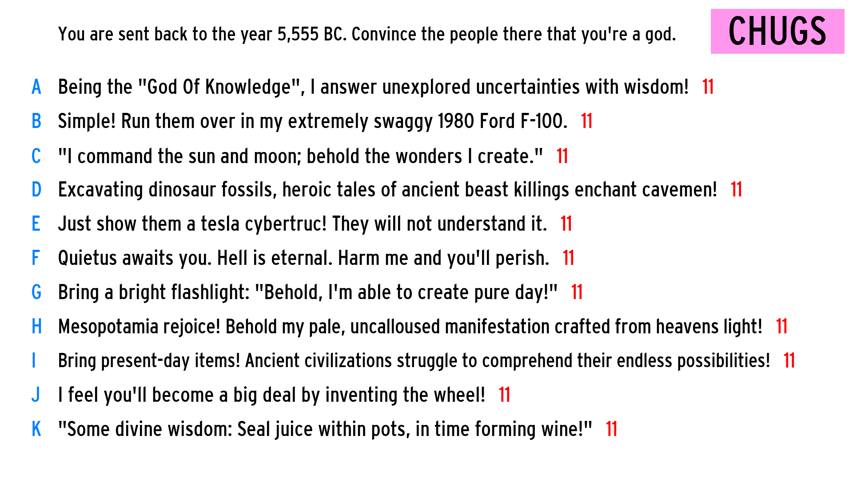 You are sent back to the year 5,555 BC. Convince the people there that you're a god.
CHUGS
A Being the "God Of Knowledge", I answer unexplored uncertainties with wisdom! 11
B Simple! Run them over in my extremely swaggy 1980 Ford F-100. 11
C "I command the sun and moon; behold the wonders I create." 11
D Excavating dinosaur fossils, heroic tales of ancient beast killings enchant cavemen! 11
E Just show them a tesla cybertruc! They will not understand it. 11
F Quietus awaits you. Hell is eternal. Harm me and you'll perish. 11
G Bring a bright flashlight: "Behold, I'm able to create pure day!" 11
H Mesopotamia rejoice! Behold my pale, uncalloused manifestation crafted from heavens light! 11
I Bring present-day items! Ancient civilizations struggle to comprehend their endless possibilities! 11
J I feel you'll become a big deal by inventing the wheel! 11
K "Some divine wisdom: Seal juice within pots, in time forming wine!" 11